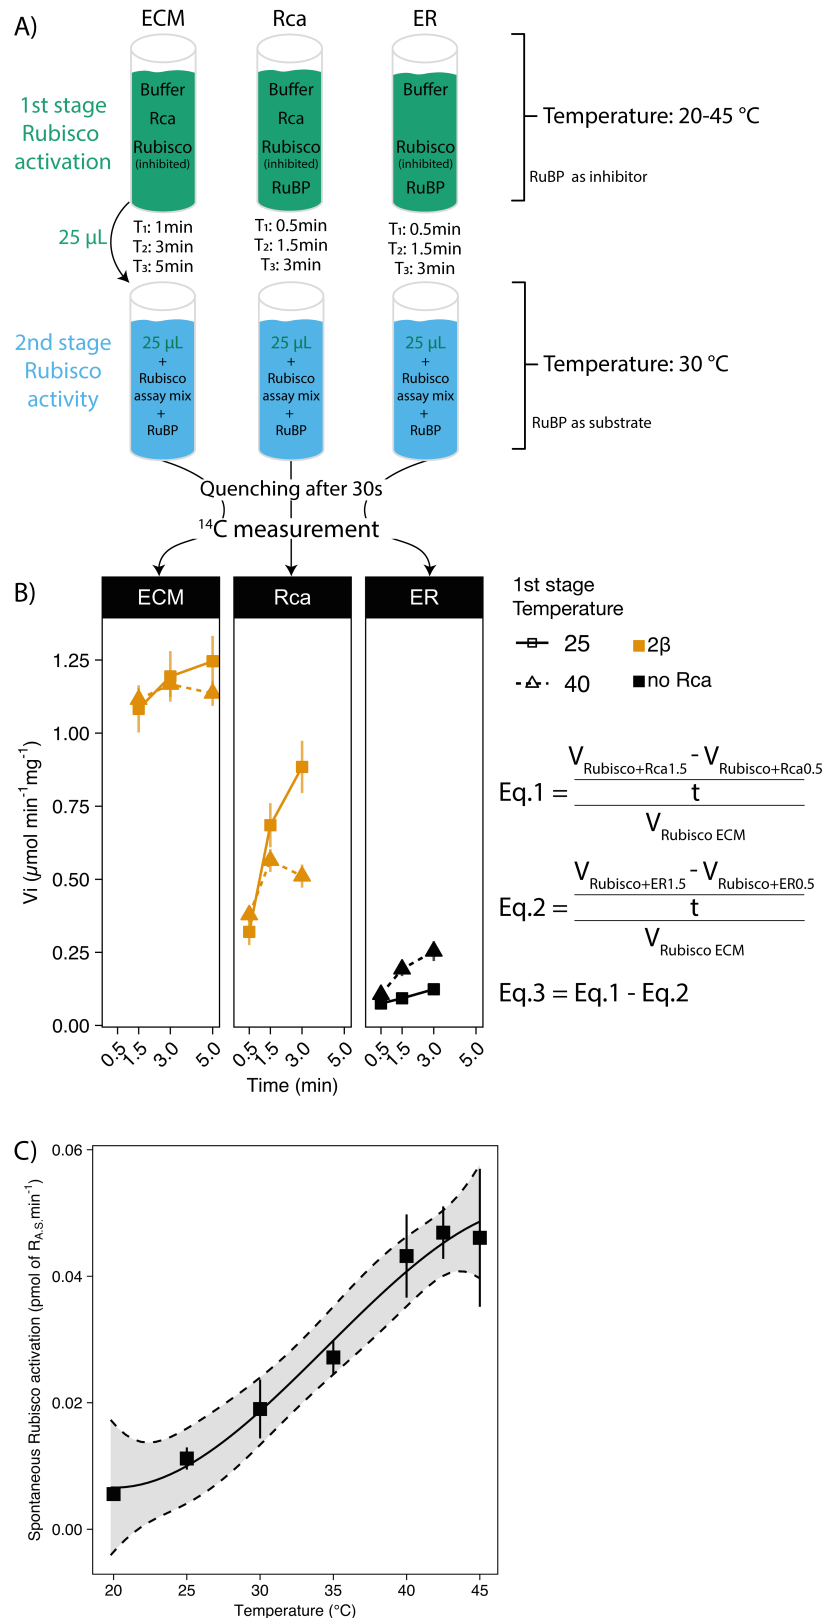 A)
ECM
Rca
ER
1st stage
Rubisco
activation
Buffer
Rca
Rubisco
(inhibited)
Buffer
Rca
Rubisco
(inhibited)
RuBP
Buffer
Rubisco
(inhibited)
RuBP
Temperature: 20-45 °C
RuBP as inhibitor
25 µL
T₁: 1min
T₂: 3min
T₃: 5min
T₁: 0.5min
T₂: 1.5min
T₃: 3min
T₁: 0.5min
T₂: 1.5min
T₃: 3min
2nd stage
Rubisco
activity
25 µL
+
Rubisco
assay mix
+
RuBP
25 µL
+
Rubisco
assay mix
+
RuBP
25 µL
+
Rubisco
assay mix
+
RuBP
Temperature: 30 °C
RuBP as substrate
Quenching after 30s
¹⁴C measurement
B)
ECM
Rca
ER
1st stage
Temperature
25
2β
40
no Rca
Vi (µmol min⁻¹mg⁻¹)
1.25
1.00
0.75
0.50
0.25
0.00
0.5 1.5 3.0 5.0
0.5 1.5 3.0 5.0
0.5 1.5 3.0 5.0
Time (min)
V Rubisco+Rca1.5 - V Rubisco+Rca0.5
Eq.1 =
t
V Rubisco ECM
V Rubisco+ER1.5 - V Rubisco+ER0.5
Eq.2 =
t
V Rubisco ECM
Eq.3 = Eq.1 - Eq.2
C)
Spontaneous Rubisco activation (pmol of R A.S. min⁻¹)
0.06
0.04
0.02
0.00
20 25 30 35 40 45
Temperature (°C)